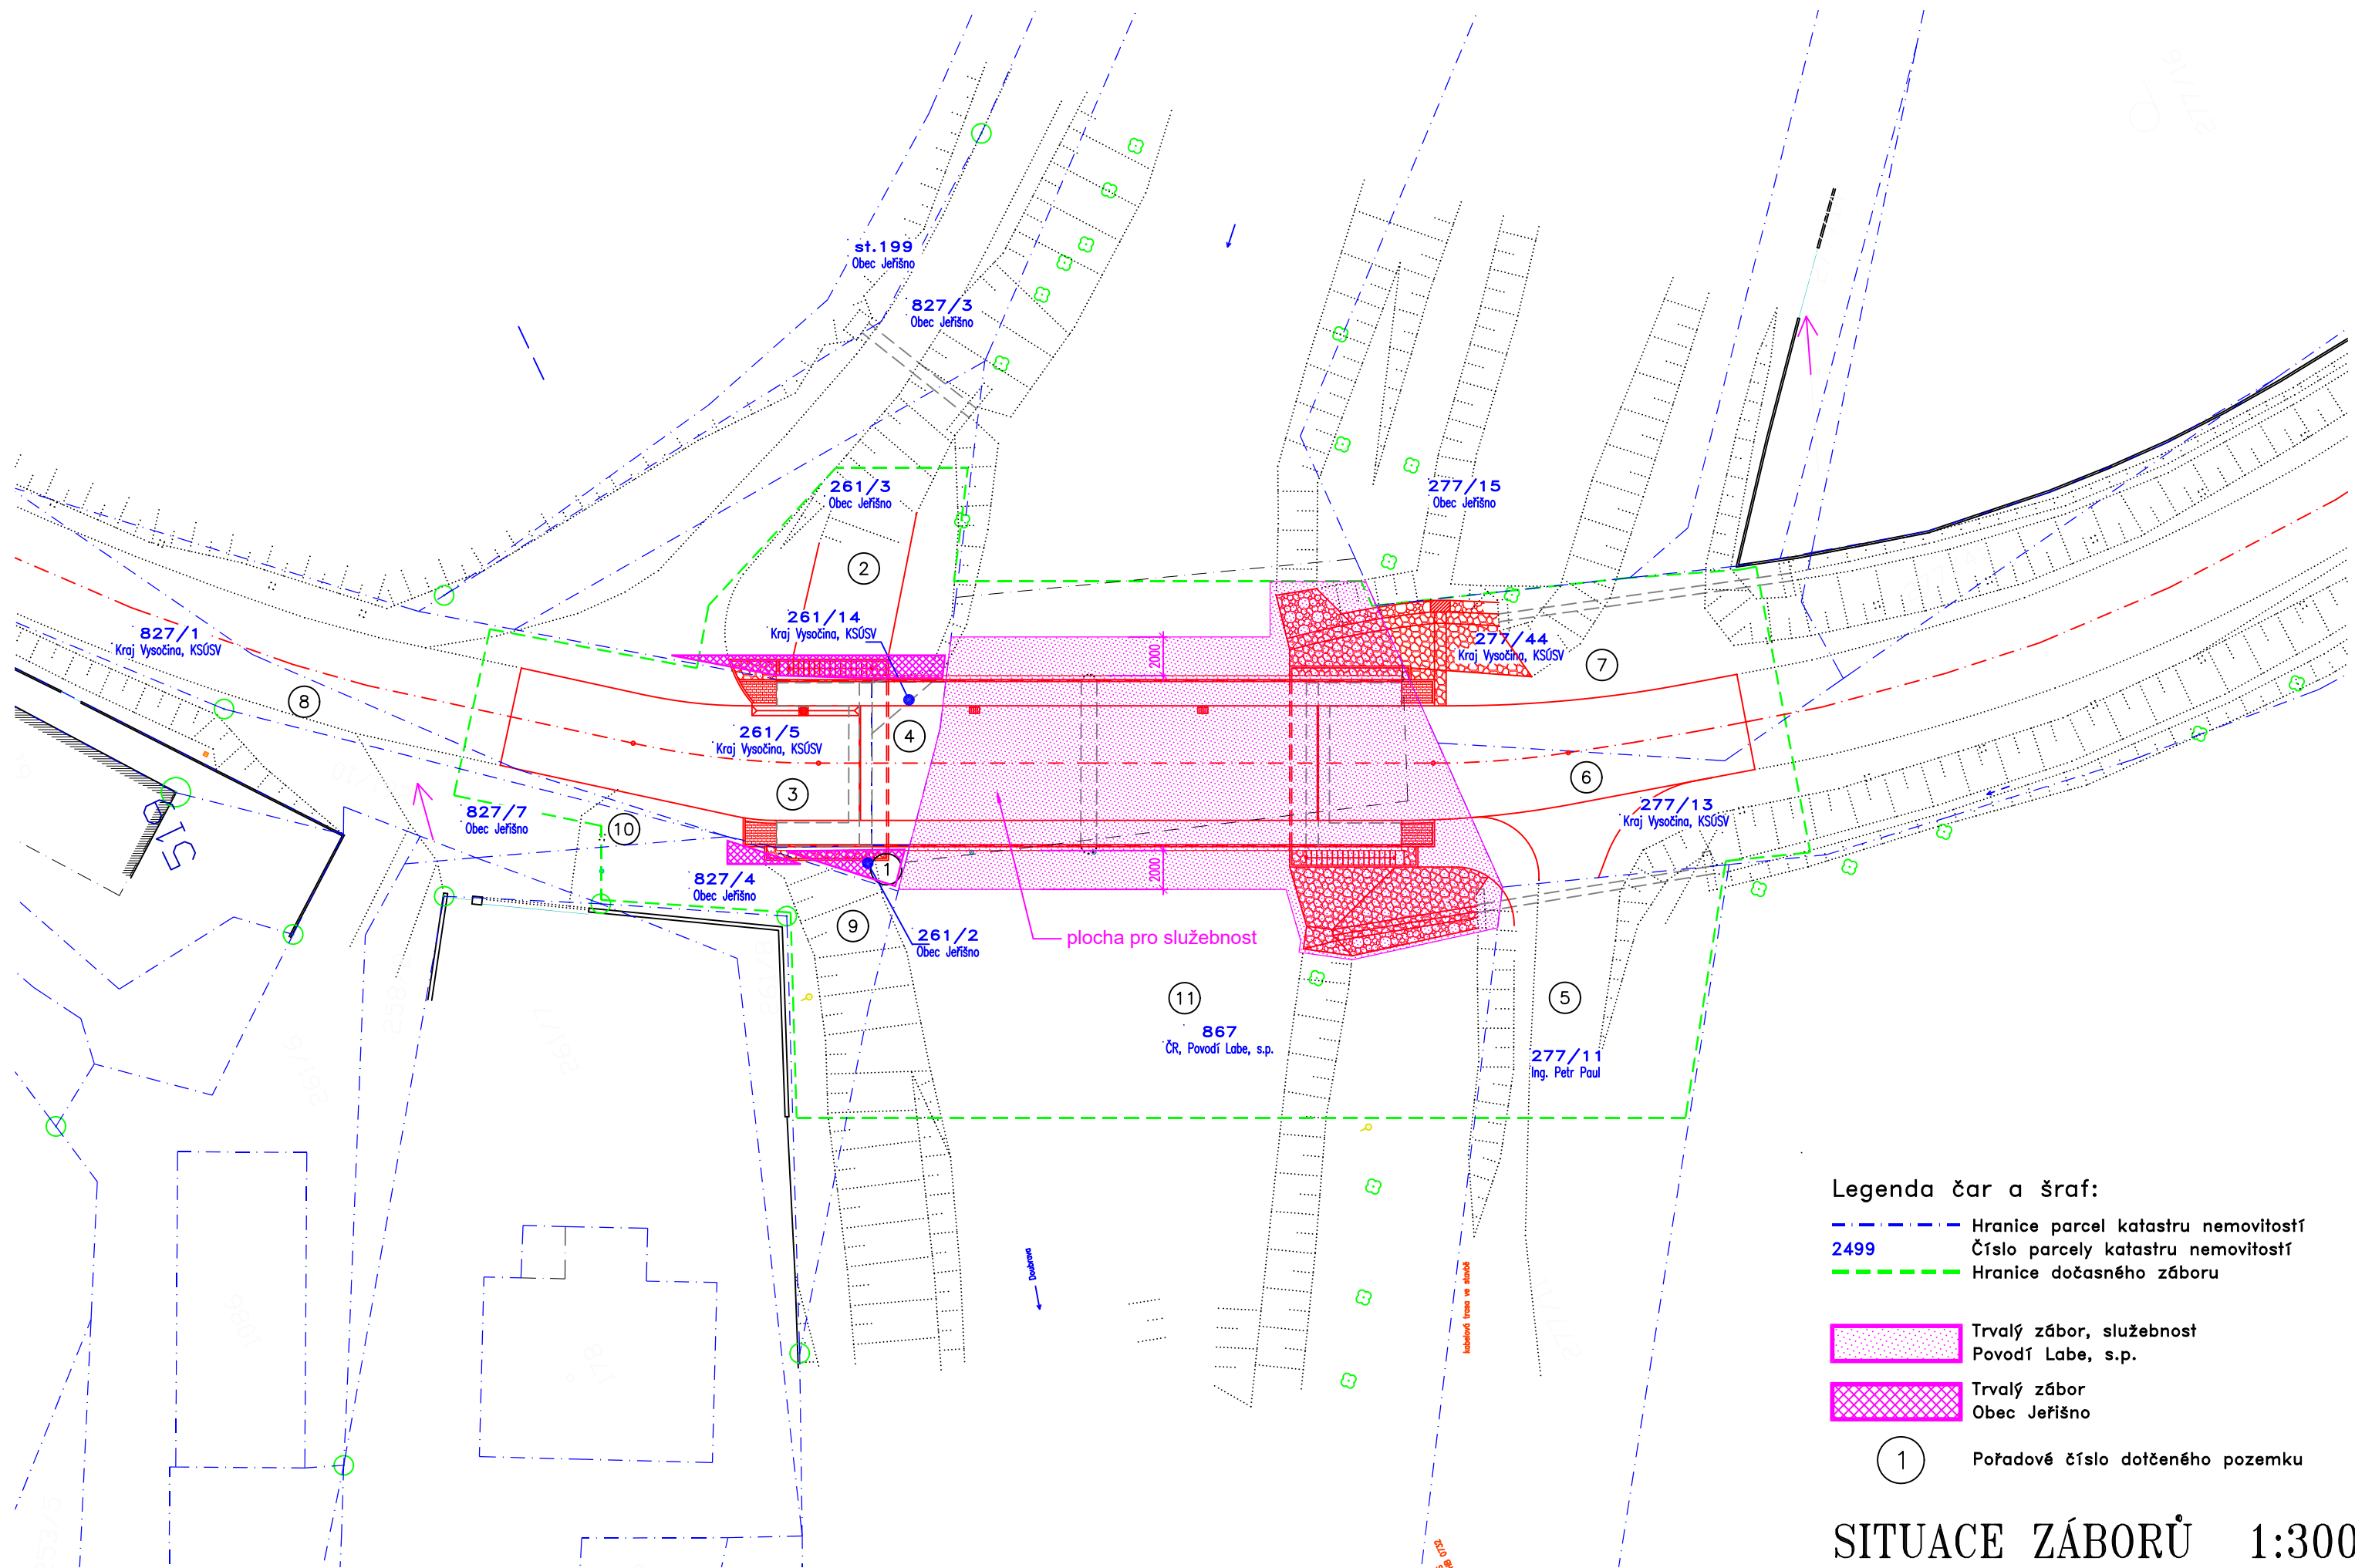 st.199
Obec Jeřišno
827/3
Obec Jeřišno
261/3
Obec Jeřišno
277/15
Obec Jeřišno
2
261/14
Kraj Vysočina, KSÚSV
827/1
Kraj Vysočina, KSÚSV
2000
277/44
Kraj Vysočina, KSÚSV
7
8
261/5
Kraj Vysočina, KSÚSV
4
3
6
827/7
Obec Jeřišno
10
277/13
Kraj Vysočina, KSÚSV
827/4
Obec Jeřišno
1
2000
9
261/2
Obec Jeřišno
plocha pro služebnost
11
867
ČR, Povodí Labe, s.p.
5
277/11
Ing. Petr Paul
Doubrava
kabelová trasa ve stavbě
Legenda čar a šraf:
Hranice parcel katastru nemovitostí
2499 Číslo parcely katastru nemovitostí
Hranice dočasného záboru
Trvalý zábor, služebnost
Povodí Labe, s.p.
Trvalý zábor
Obec Jeřišno
1 Pořadové číslo dotčeného pozemku
SITUACE ZÁBORŮ 1:300